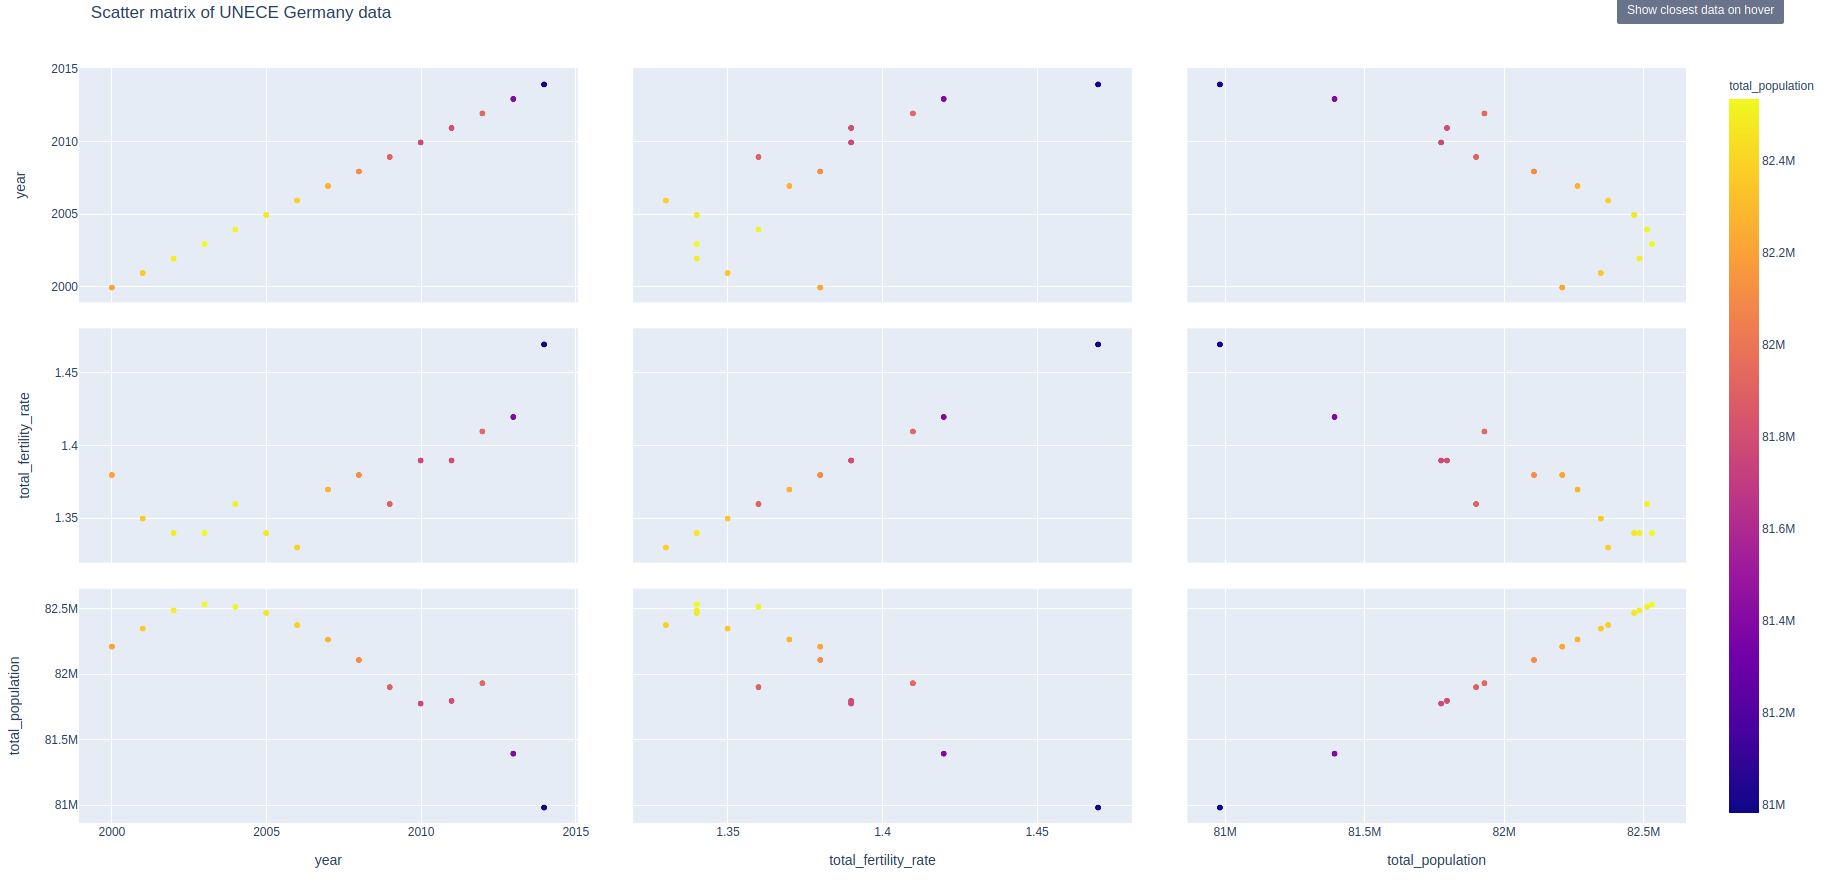 Scatter matrix of UNECE Germany data
Show closest data on hover
2015
2010
2005
2000
year
1.45
1.4
1.35
total_fertility_rate
82.5M
82M
81.5M
81M
total_population
2000 2005 2010 2015
year
1.35 1.4 1.45
total_fertility_rate
81M 81.5M 82M 82.5M
total_population
total_population
82.4M
82.2M
82M
81.8M
81.6M
81.4M
81.2M
81M